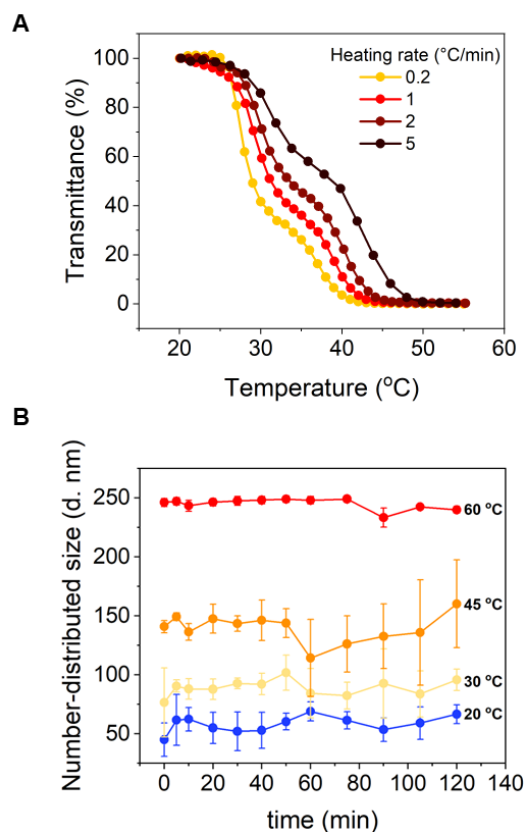 A
Heating rate (°C/min)
0.2
1
2
5
Transmittance (%)
100
80
60
40
20
0
20 30 40 50 60
Temperature (°C)
B
Number-distributed size (d. nm)
250
200
150
100
50
60 °C
45 °C
30 °C
20 °C
0 20 40 60 80 100 120 140
time (min)